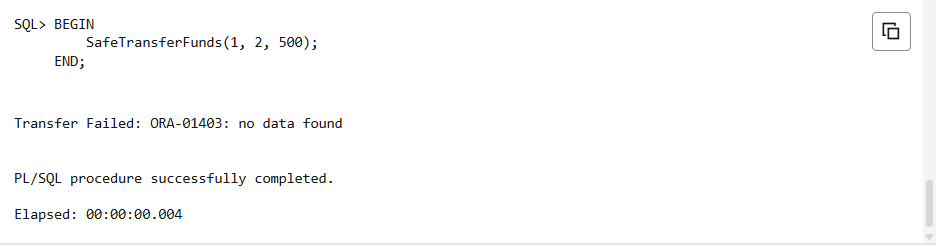 SQL> BEGIN
         SafeTransferFunds(1, 2, 500);
     END;
Transfer Failed: ORA-01403: no data found
PL/SQL procedure successfully completed.
Elapsed: 00:00:00.004